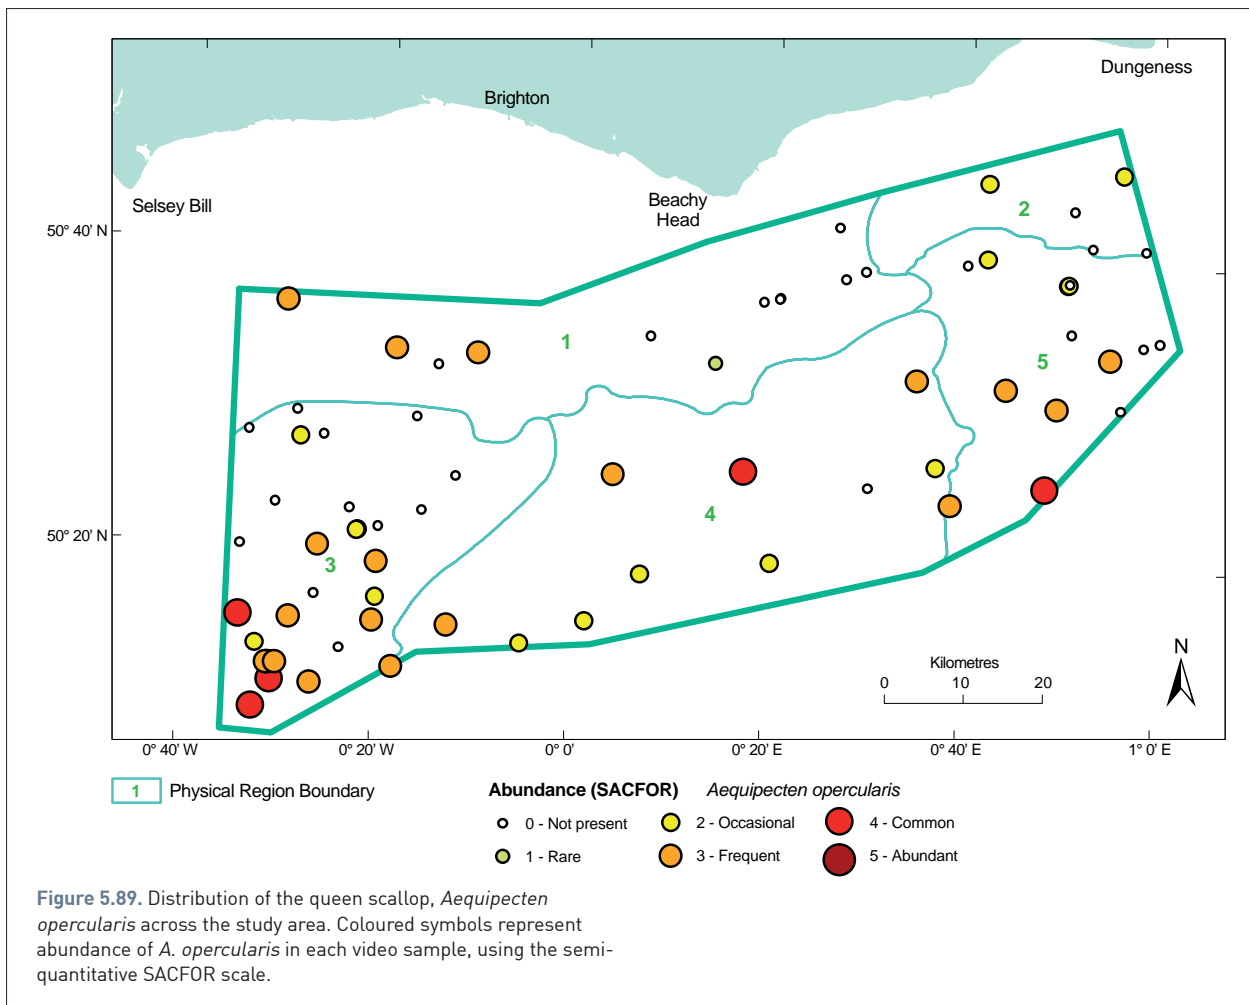 Dungeness
Brighton
Selsey Bill
Beachy
Head
50° 40' N
50° 20' N
1
2
3
4
5
Kilometres
0 10 20
N
0° 40' W 0° 20' W 0° 0' 0° 20' E 0° 40' E 1° 0' E
1 Physical Region Boundary
Abundance (SACFOR) Aequipecten opercularis
0 - Not present 2 - Occasional 4 - Common
1 - Rare 3 - Frequent 5 - Abundant
Figure 5.89. Distribution of the queen scallop, Aequipecten
opercularis across the study area. Coloured symbols represent
abundance of A. opercularis in each video sample, using the semi-
quantitative SACFOR scale.